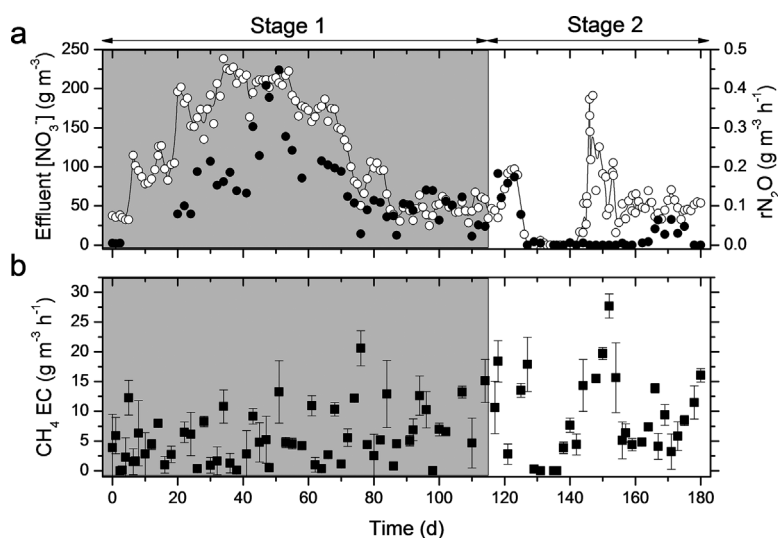 Stage 1 Stage 2
a
250 0.5
200 0.4
150 0.3
100 0.2
50 0.1
0 0.0
Effluent [NO₃⁻] (g m⁻³)
rN₂O (g m⁻³ h⁻¹)
b
30
25
20
15
10
5
0
CH₄ EC (g m⁻³ h⁻¹)
0 20 40 60 80 100 120 140 160 180
Time (d)